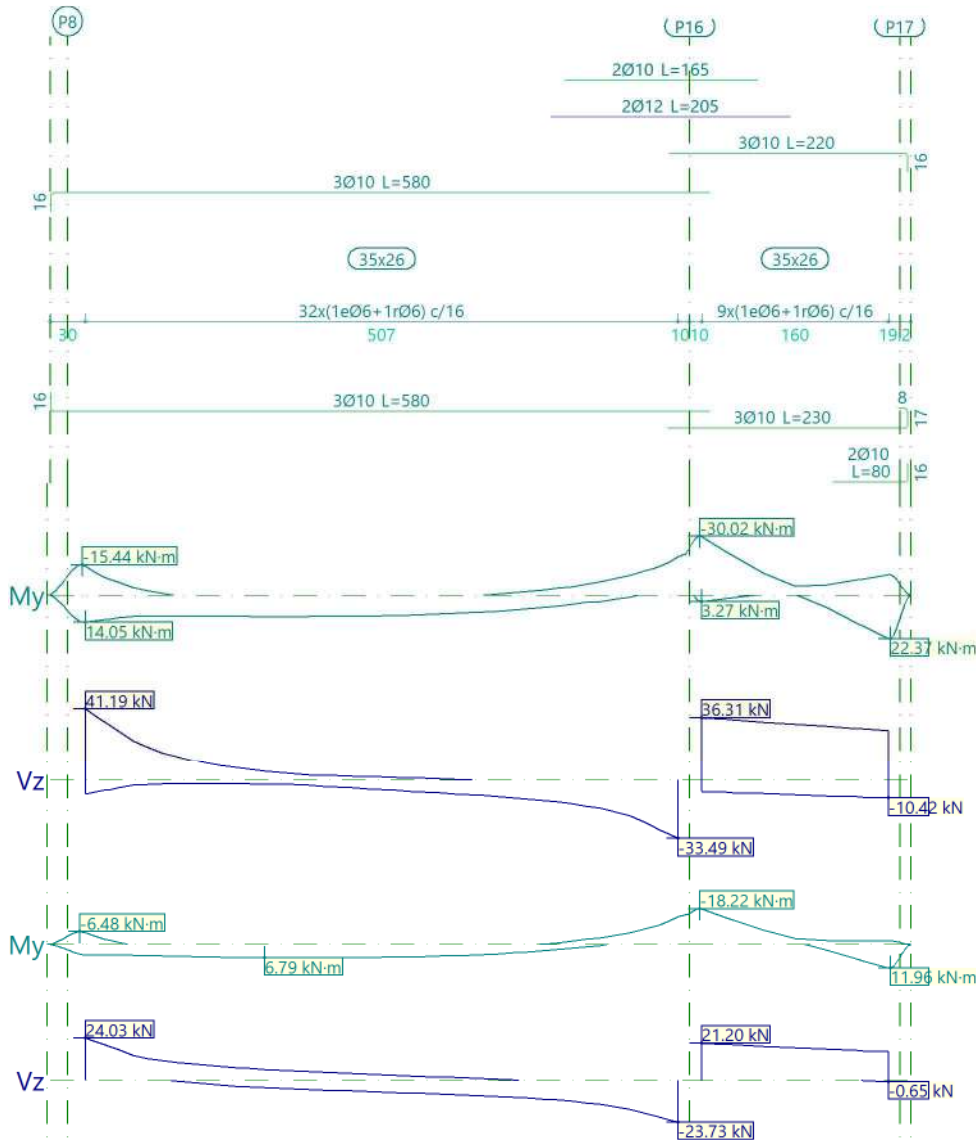 P8 P16 P17
2Ø10 L=165
2Ø12 L=205
3Ø10 L=220
16
3Ø10 L=580
16
35x26 35x26
32x(1eØ6+1rØ6) c/16 9x(1eØ6+1rØ6) c/16
30 507 1010 160 19 2
16
3Ø10 L=580
8
3Ø10 L=230
17
2Ø10
L=80
16
-15.44 kN·m -30.02 kN·m
My
14.05 kN·m 3.27 kN·m
22.37 kN·m
41.19 kN 36.31 kN
Vz
-10.42 kN
-33.49 kN
-6.48 kN·m -18.22 kN·m
My
6.79 kN·m 11.96 kN·m
24.03 kN 21.20 kN
Vz
-0.65 kN
-23.73 kN